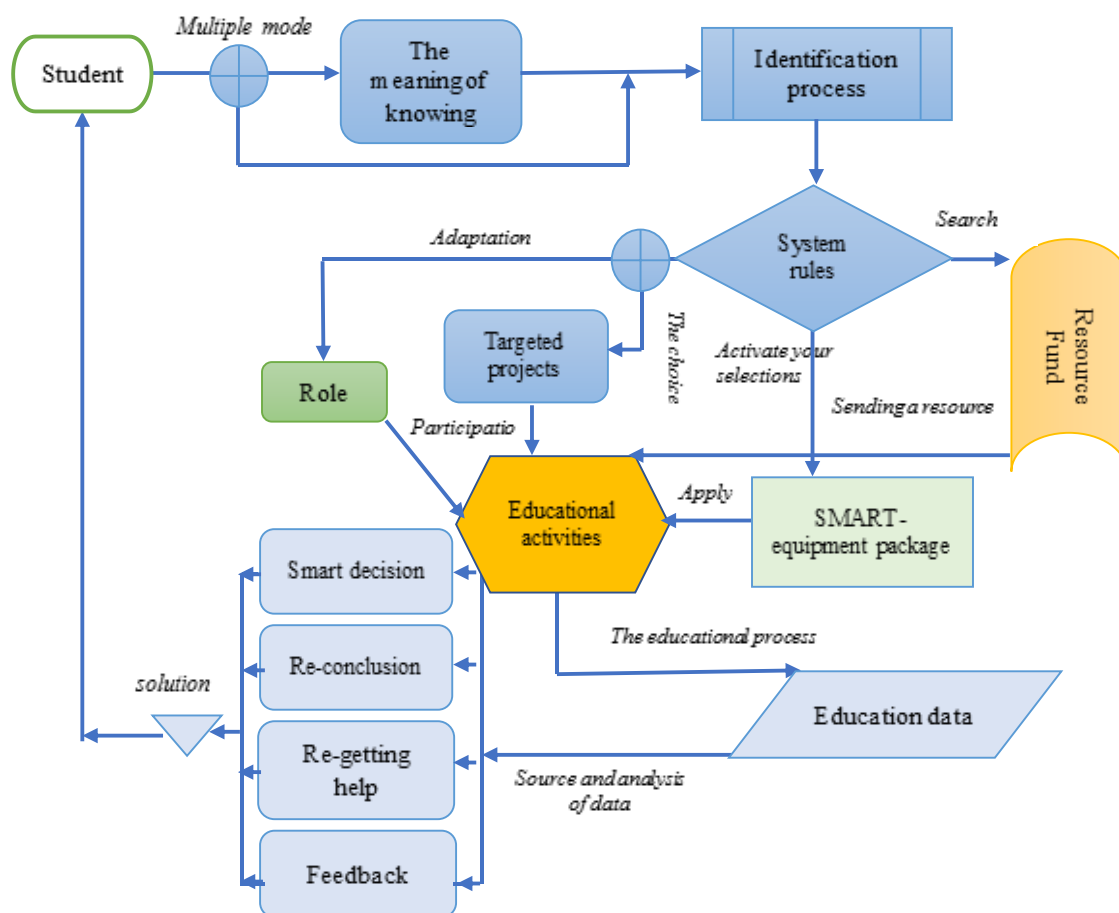 Multiple mode
Student
The
meaning of
knowing
Identification
process
Search
Adaptation
System
rules
The choice
Resource
Fund
Targeted
projects
Activate your
selections
Role
Participatio
Sending a resource
Educational
activities
Apply
SMART-
equipment package
Smart decision
The educational process
Re-conclusion
solution
Education data
Re-getting
help
Source and analysis
of data
Feedback